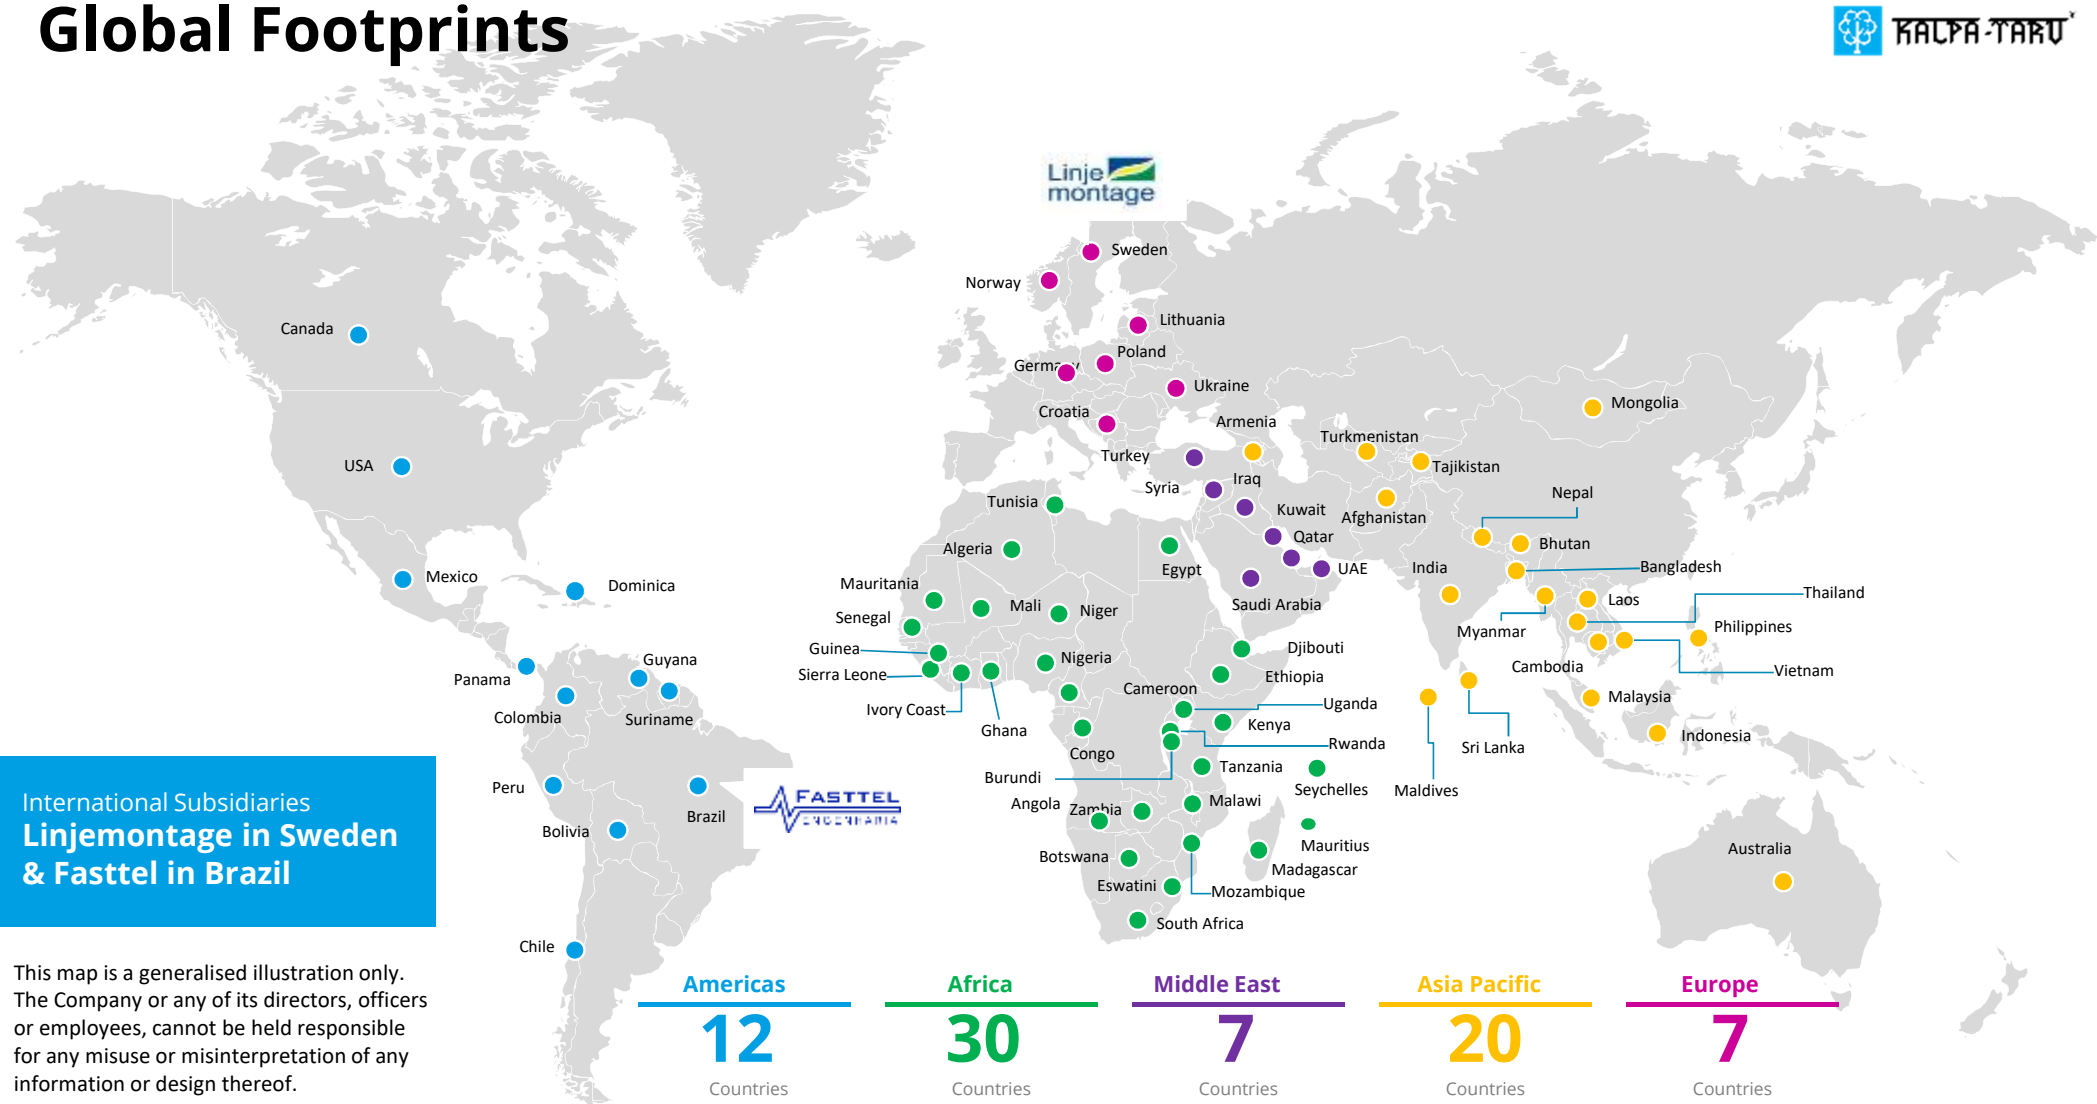 Global Footprints
KALPA-TARU
Linje
montage
Sweden
Norway
Lithuania
Canada
Poland
Germany
Ukraine
Croatia
Armenia
Mongolia
Turkmenistan
Turkey
Tajikistan
USA
Iraq
Syria
Nepal
Tunisia
Kuwait
Afghanistan
Qatar
Algeria
Bhutan
Egypt
UAE
India
Bangladesh
Mexico
Dominica
Mauritania
Saudi Arabia
Mali
Niger
Laos
Thailand
Senegal
Myanmar
Philippines
Guinea
Djibouti
Nigeria
Guyana
Sierra Leone
Ethiopia
Cambodia
Vietnam
Panama
Cameroon
Malaysia
Ivory Coast
Uganda
Colombia
Suriname
Ghana
Kenya
Indonesia
Rwanda
Sri Lanka
Congo
Tanzania
Burundi
Seychelles
Maldives
Peru
Angola
Zambia
Malawi
FASTTEL
ENGENHARIA
Brazil
Bolivia
Mauritius
Australia
Botswana
Madagascar
Eswatini
Mozambique
South Africa
Chile
International Subsidiaries
Linjemontage in Sweden
& Fasttel in Brazil
This map is a generalised illustration only.
The Company or any of its directors, officers
or employees, cannot be held responsible
for any misuse or misinterpretation of any
information or design thereof.
Americas
12
Countries
Africa
30
Countries
Middle East
7
Countries
Asia Pacific
20
Countries
Europe
7
Countries